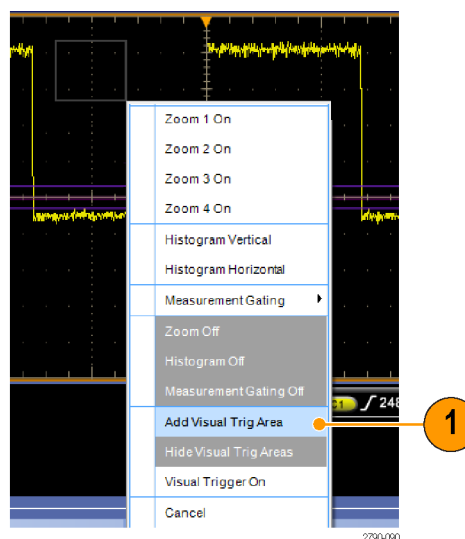 Zoom 1 On
Zoom 2 On
Zoom 3 On
Zoom 4 On
Histogram Vertical
Histogram Horizontal
Measurement Gating
Zoom Off
Histogram Off
Measurement Gating Off
C1 248
Add Visual Trig Area
1
Hide Visual Trig Areas
Visual Trigger On
Cancel
2790-090